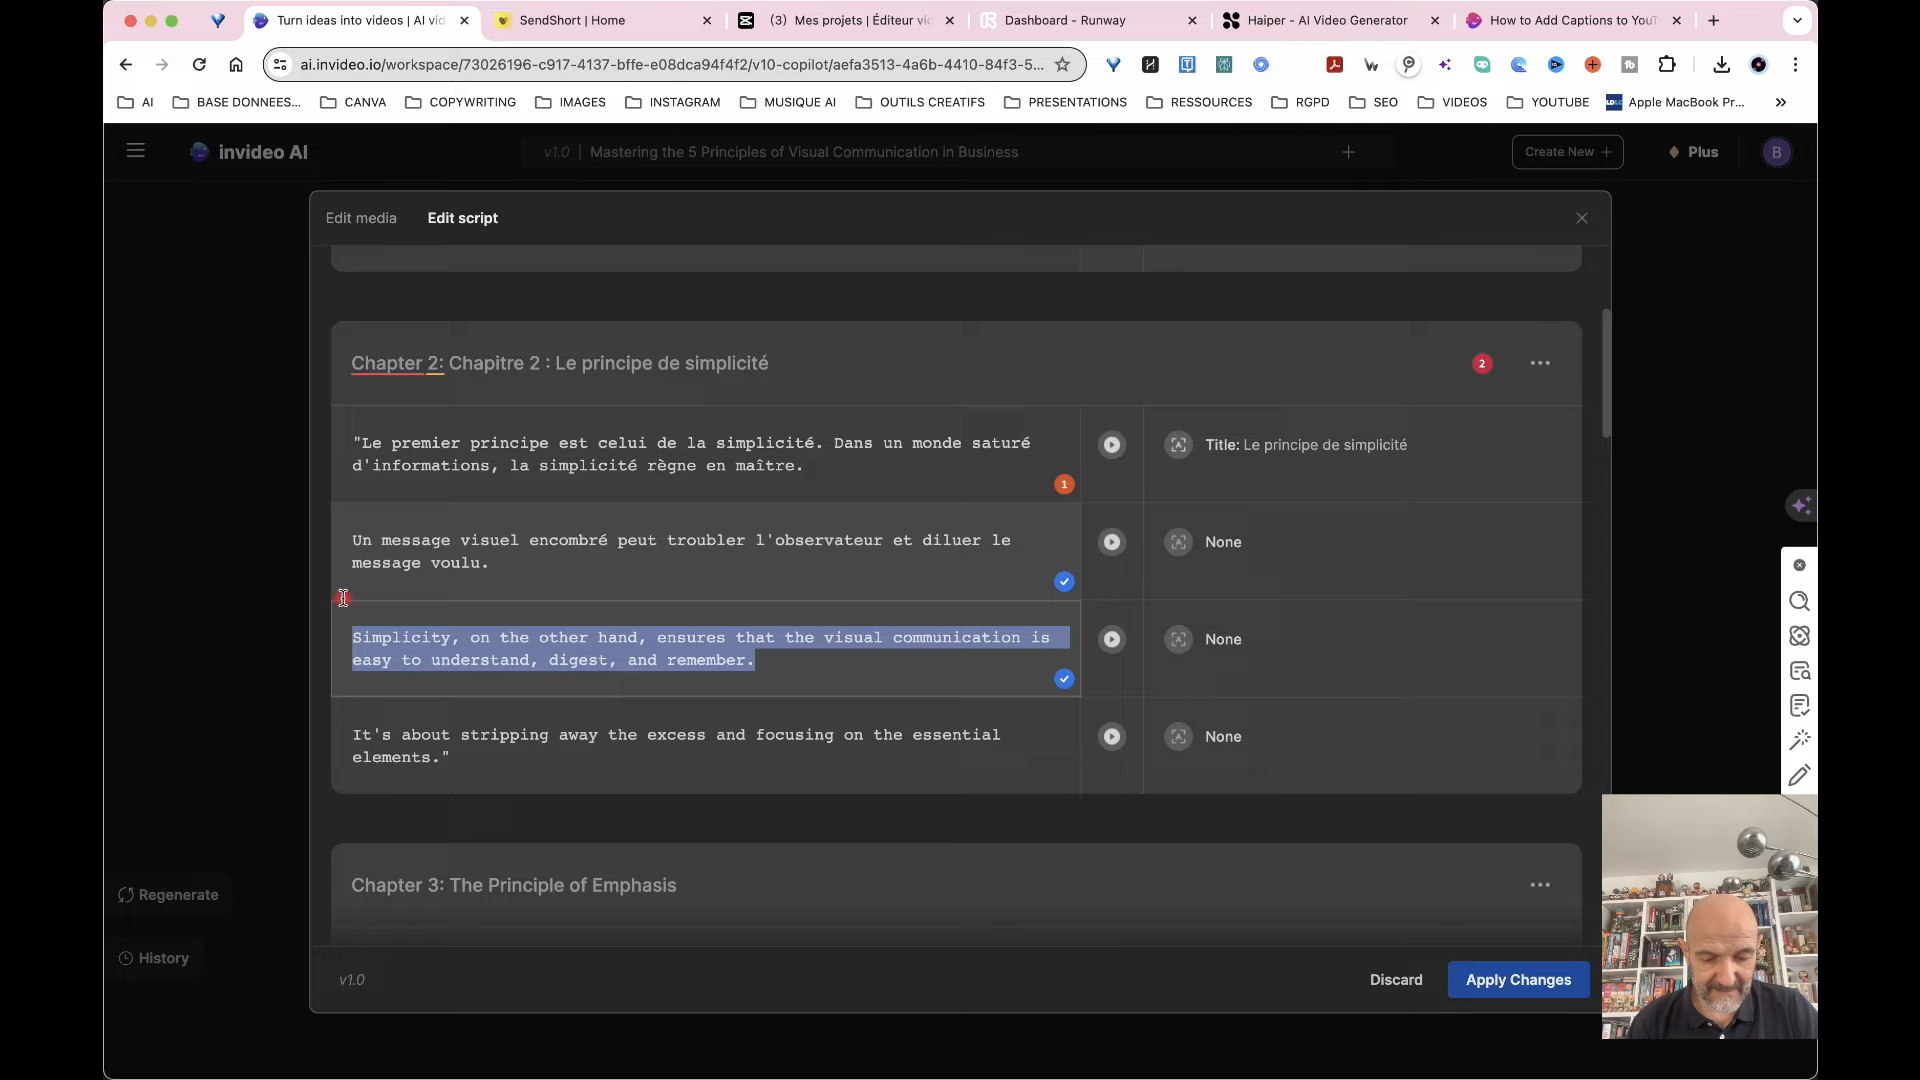 Turn ideas into videos | AI vid
SendShort | Home
(3) Mes projets | Éditeur vi
Dashboard - Runway
Haiper - AI Video Generator
How to Add Captions to YouT
ai.invideo.io/workspace/73026196-c917-4137-bffe-e08dca94f4f2/v10-copilot/aefa3513-4a6b-4410-84f3-5...
AI
BASE DONNEES...
CANVA
COPYWRITING
IMAGES
INSTAGRAM
MUSIQUE AI
OUTILS CREATIFS
PRESENTATIONS
RESSOURCES
RGPD
SEO
VIDEOS
YOUTUBE
Apple MacBook Pr...
invideo AI
v1.0 | Mastering the 5 Principles of Visual Communication in Business
Create New +
Plus
B
Edit media
Edit script
Chapter 2: Chapitre 2 : Le principe de simplicité
2
"Le premier principe est celui de la simplicité. Dans un monde saturé
d'informations, la simplicité règne en maître.
1
Title: Le principe de simplicité
Un message visuel encombré peut troubler l'observateur et diluer le
message voulu.
None
Simplicity, on the other hand, ensures that the visual communication is
easy to understand, digest, and remember.
None
It's about stripping away the excess and focusing on the essential
elements."
None
Chapter 3: The Principle of Emphasis
Regenerate
History
v1.0
Discard
Apply Changes